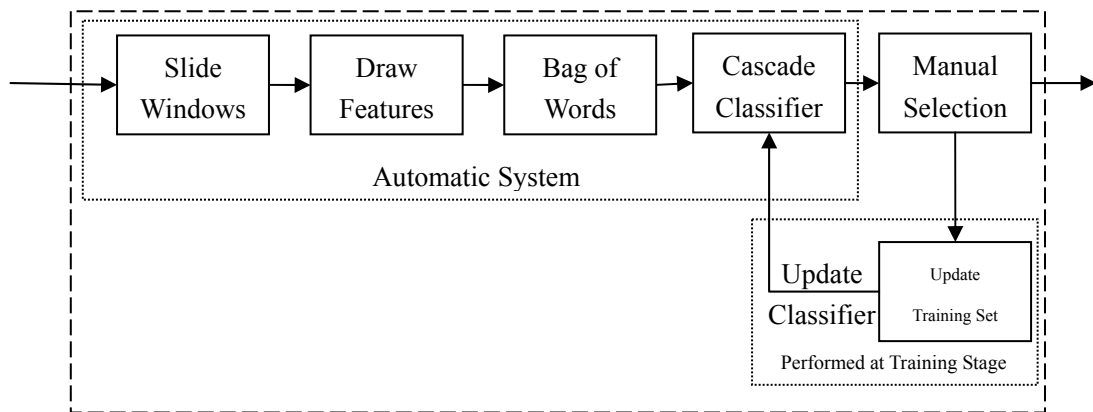 Slide
Windows
Draw
Features
Bag of
Words
Cascade
Classifier
Manual
Selection
Automatic System
Update
Classifier
Update
Training Set
Performed at Training Stage